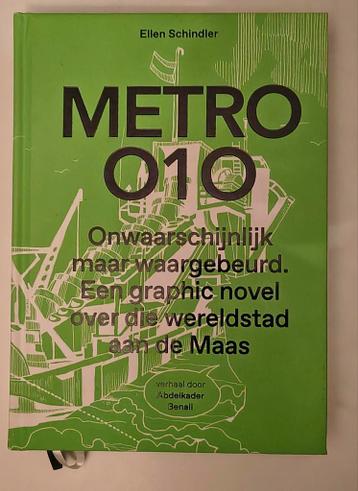 Ellen Schindler
METRO
010
Onwaarschijnlijk
maar waargebeurd.
Een graphic novel
over die wereldstad
aan de Maas
verhaal door
Abdelkader
Benali